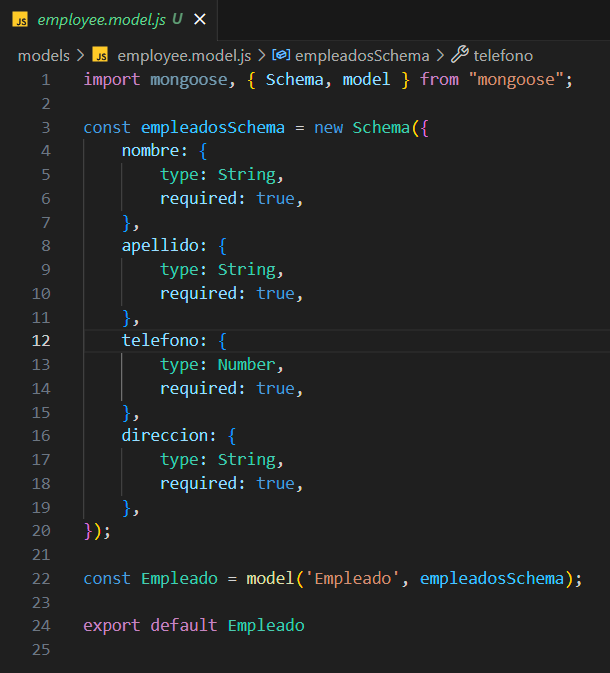 JS employee.model.js U ×
models > JS employee.model.js > empleadosSchema > telefono
1 import mongoose, { Schema, model } from "mongoose";
2
3 const empleadosSchema = new Schema({
4     nombre: {
5         type: String,
6         required: true,
7     },
8     apellido: {
9         type: String,
10         required: true,
11     },
12     telefono: {
13         type: Number,
14         required: true,
15     },
16     direccion: {
17         type: String,
18         required: true,
19     },
20 });
21
22 const Empleado = model('Empleado', empleadosSchema);
23
24 export default Empleado
25